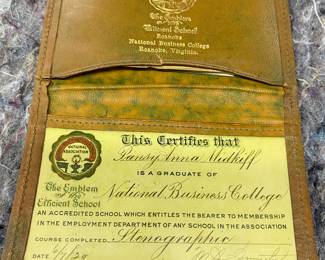 The Emblem
of an
Efficient School
Roanoke
National Business College
Roanoke, Virginia.
This Certifies that
Pansy Anna Midkiff
IS A GRADUATE OF
National Business College
The Emblem
of an
Efficient School
AN ACCREDITED SCHOOL WHICH ENTITLES THE BEARER TO MEMBERSHIP
IN THE EMPLOYMENT DEPARTMENT OF ANY SCHOOL IN THE ASSOCIATION
COURSE COMPLETED Stenographic
DATE